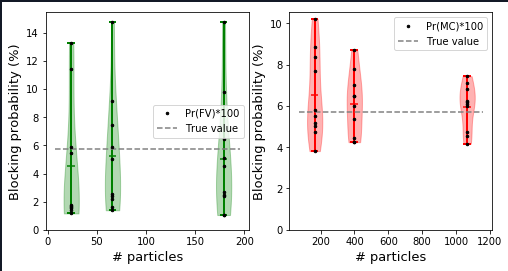 Blocking probability (%)
14
12
10
8
6
4
2
0
Pr(FV)*100
True value
0 50 100 150 200
# particles
Blocking probability (%)
10
8
6
4
2
0
Pr(MC)*100
True value
200 400 600 800 1000 1200
# particles